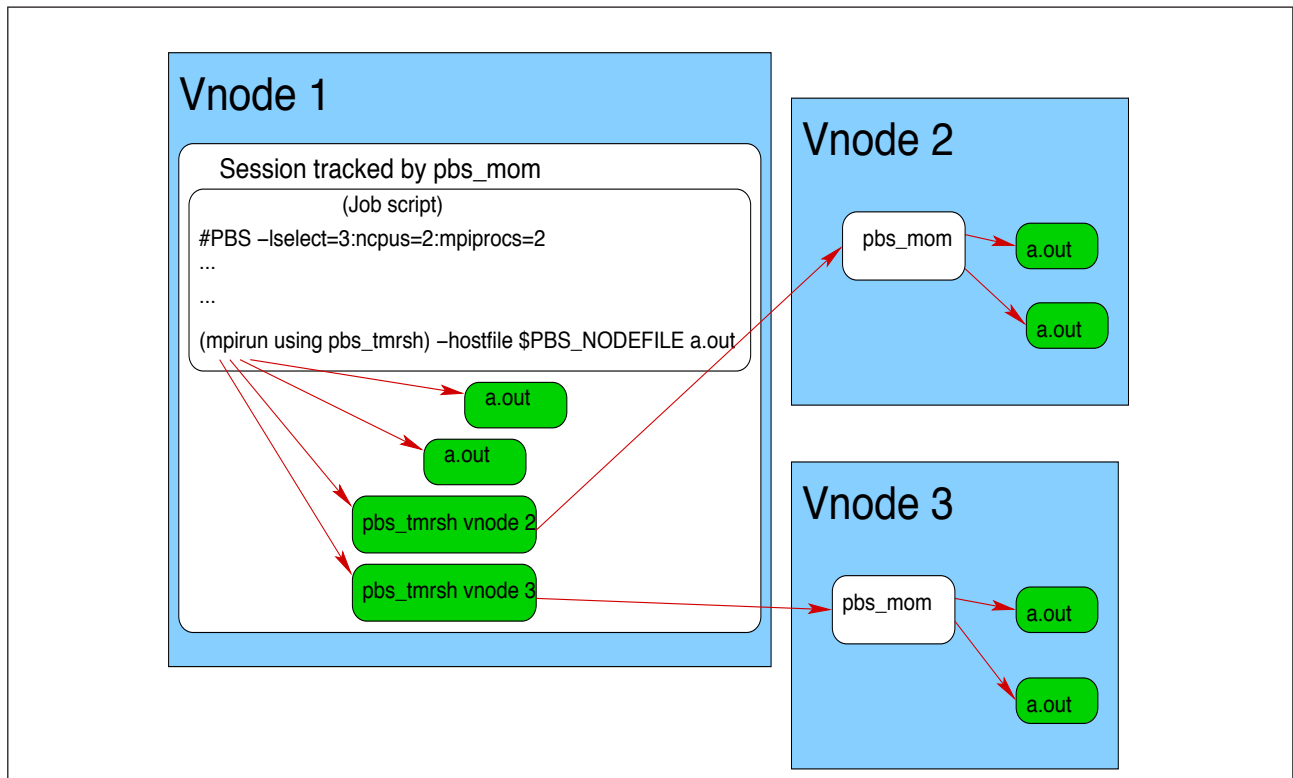 Vnode 1
Session tracked by pbs_mom
(Job script)
#PBS –lselect=3:ncpus=2:mpiprocs=2
...
...
(mpirun using pbs_tmrsh) –hostfile $PBS_NODEFILE a.out
a.out
a.out
pbs_tmrsh vnode 2
pbs_tmrsh vnode 3
Vnode 2
pbs_mom
a.out
a.out
Vnode 3
pbs_mom
a.out
a.out